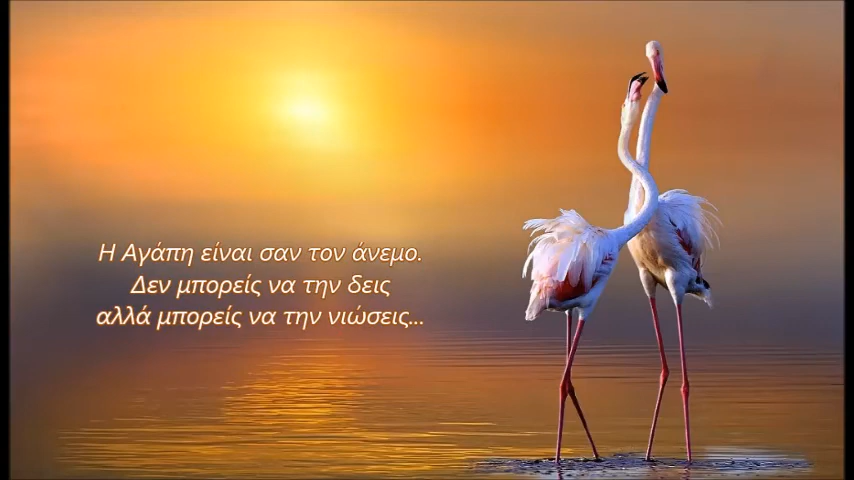 Η Αγάπη είναι σαν τον άνεμο.
Δεν μπορείς να την δεις
αλλά μπορείς να την νιώσεις...